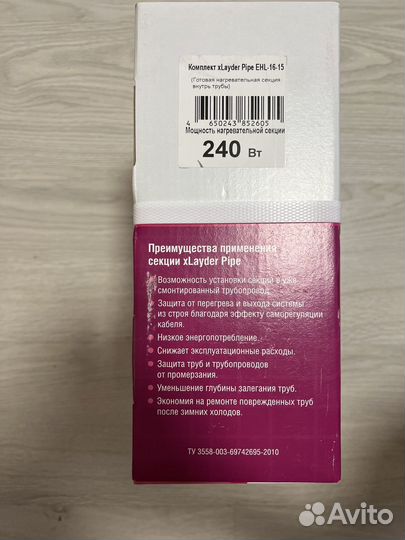 Комплект xLayder Pipe EHL-16-15
(Готовая нагревательная секция
внутрь трубы)
4 650243 852605
Мощность нагревательной секции
240 Вт
Преимущества применения
секции xLayder Pipe
Возможность установки секции в уже
смонтированный трубопровод.
Защита от перегрева и выхода системы
из строя благодаря эффекту саморегуляции
кабеля.
• Низкое энергопотребление.
• Снижает эксплуатационные расходы.
• Защита труб и трубопроводов
от промерзания.
• Уменьшение глубины залегания труб.
• Экономия на ремонте поврежденных труб
после зимних холодов.
ТУ 3558-003-69742695-2010
Avito